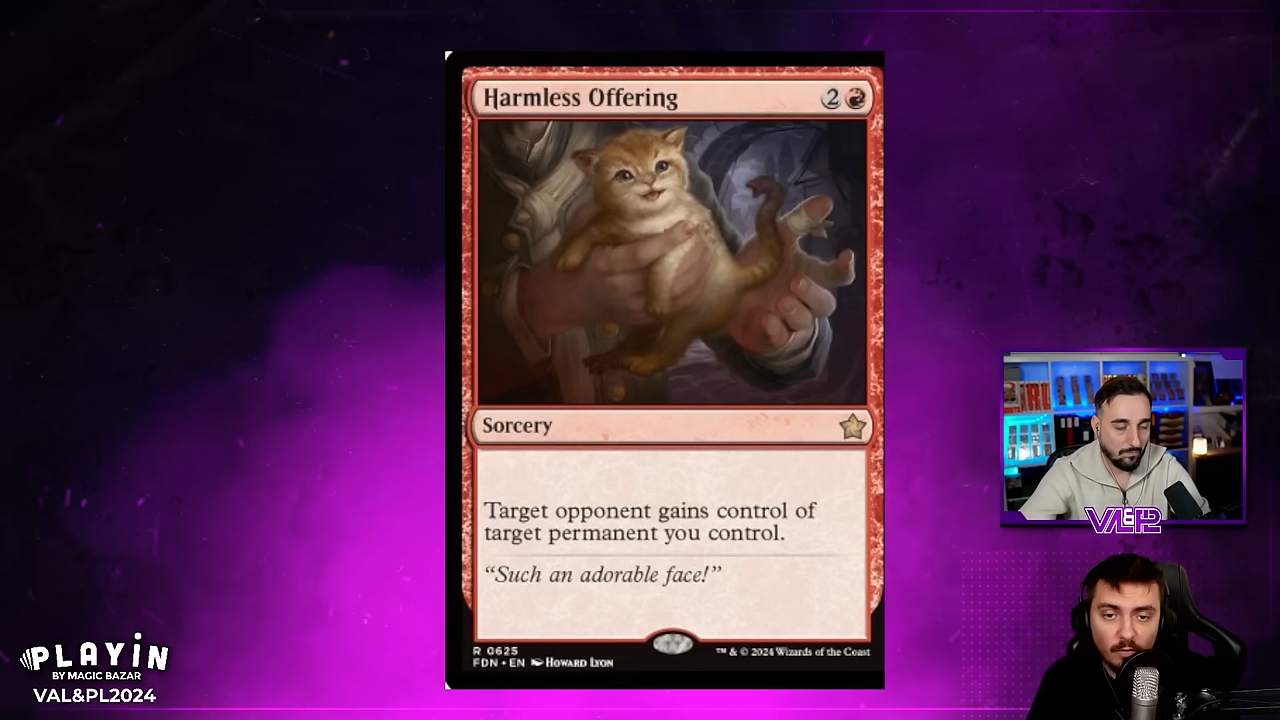 Harmless Offering
2
Sorcery
Target opponent gains control of
target permanent you control.
“Such an adorable face!”
R 0625
FDN • EN Howard Lyon
™ & © 2024 Wizards of the Coast
PLAYIN
BY MAGIC BAZAR
VAL&PL2024